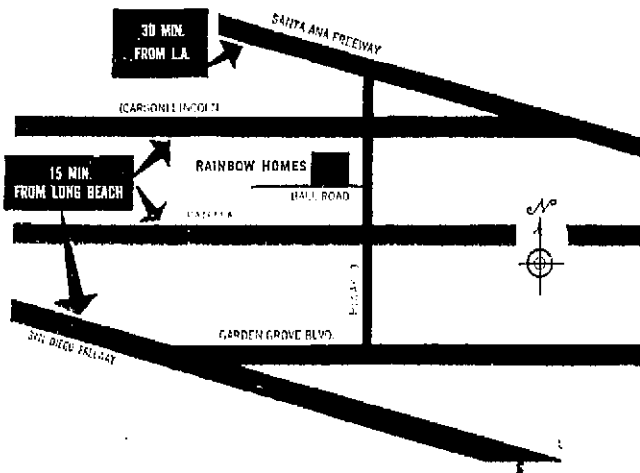 30 MIN.
FROM L.A.
SANTA ANA FREEWAY
(CARSON) LINCOLN
15 MIN.
FROM LONG BEACH
RAINBOW HOMES
BALL ROAD
N
GARDEN GROVE BLVD.
SAN DIEGO FREEWAY